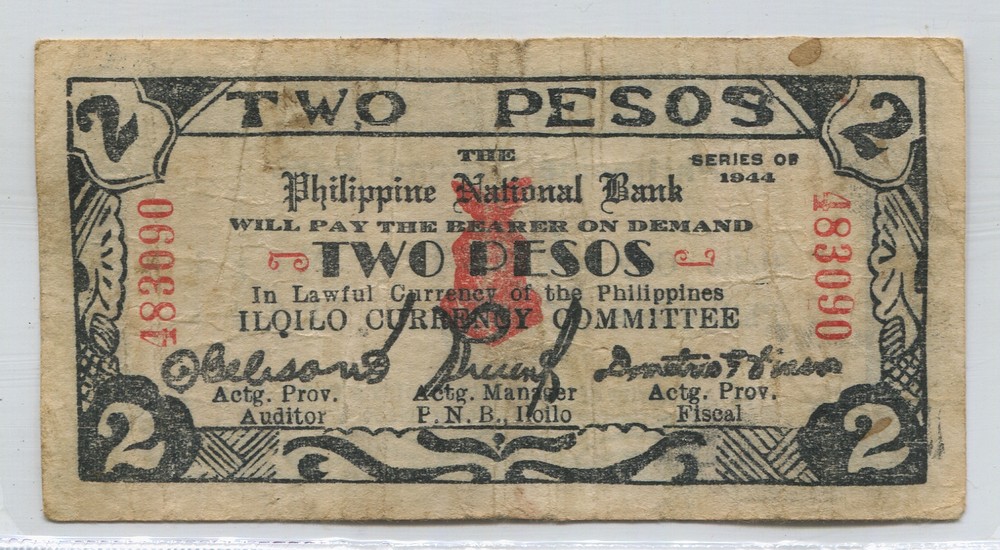 2 TWO PESOS 2
SERIES OF
1944
THE
Philippine National Bank
WILL PAY THE BEARER ON DEMAND
J TWO PESOS J
In Lawful Currency of the Philippines
ILOILO CURRENCY COMMITTEE
483090
483090
Actg. Prov.
Auditor
Actg. Manager
P. N. B., Iloilo
Actg. Prov.
Fiscal
2
2